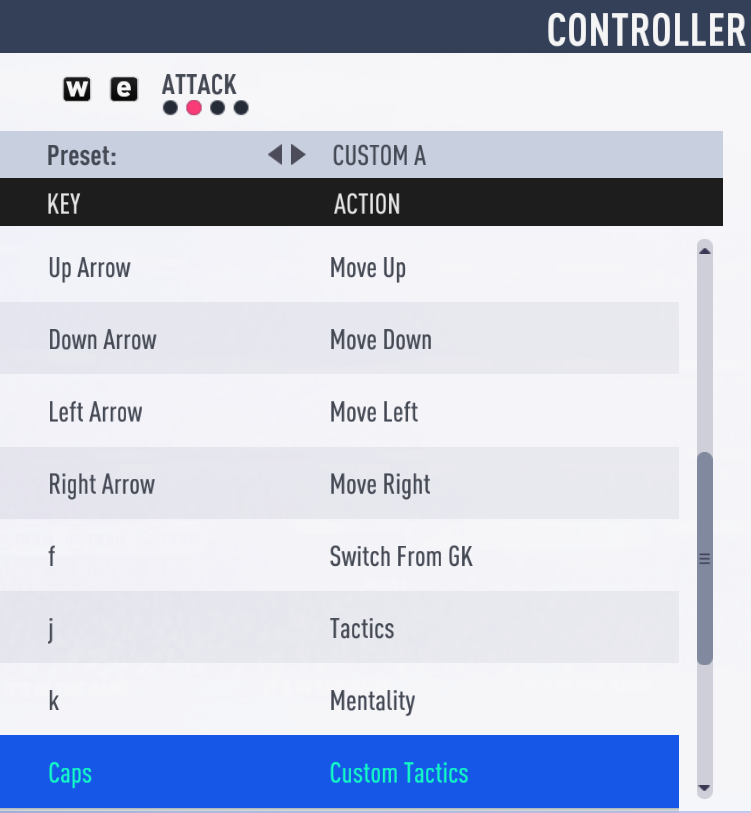 CONTROLLER
w e ATTACK
Preset: CUSTOM A
KEY ACTION
Up Arrow Move Up
Down Arrow Move Down
Left Arrow Move Left
Right Arrow Move Right
f Switch From GK
j Tactics
k Mentality
Caps Custom Tactics